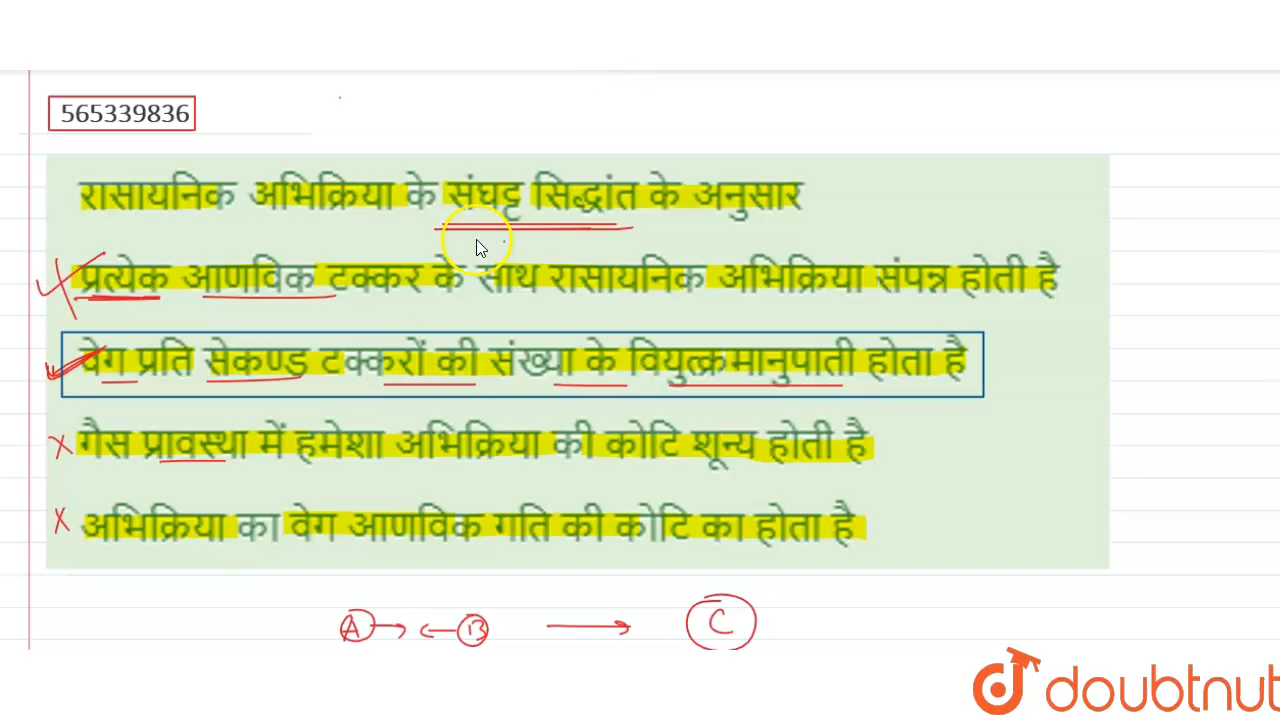 565339836
रासायनिक अभिक्रिया के संघट्ट सिद्धांत के अनुसार
प्रत्येक आणविक टक्कर के साथ रासायनिक अभिक्रिया संपन्न होती है
वेग प्रति सेकण्ड टक्करों की संख्या के वियुत्क्रमानुपाती होता है
गैस प्रावस्था में हमेशा अभिक्रिया की कोटि शून्य होती है
अभिक्रिया का वेग आणविक गति की कोटि का होता है
A → ← B → C
doubtnut